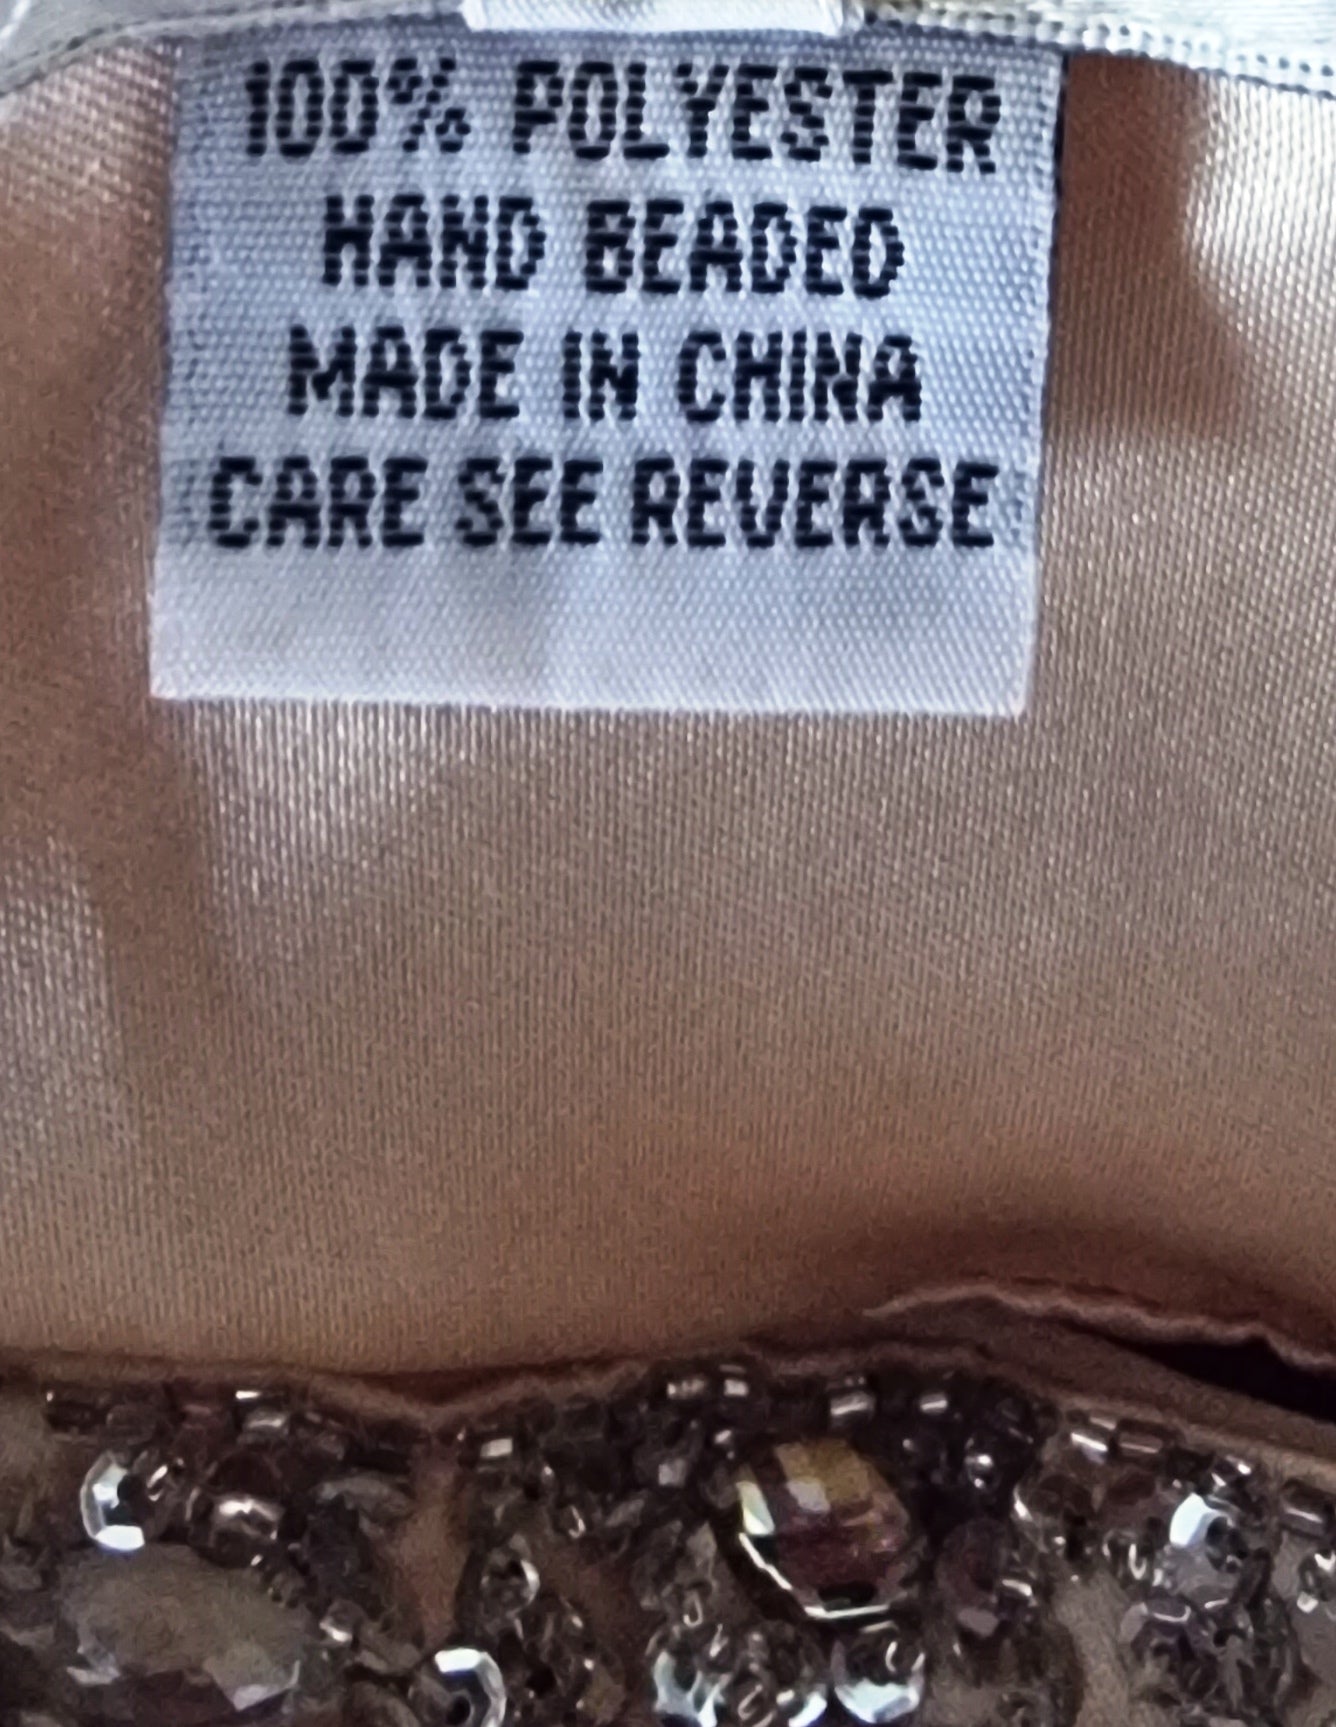 100% POLYESTER
HAND BEADED
MADE IN CHINA
CARE SEE REVERSE